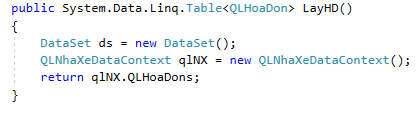 public System.Data.Linq.Table<QLHoaDon> LayHD()
{
    DataSet ds = new DataSet();
    QLNhaXeDataContext qlNX = new QLNhaXeDataContext();
    return qlNX.QLHoaDons;
}